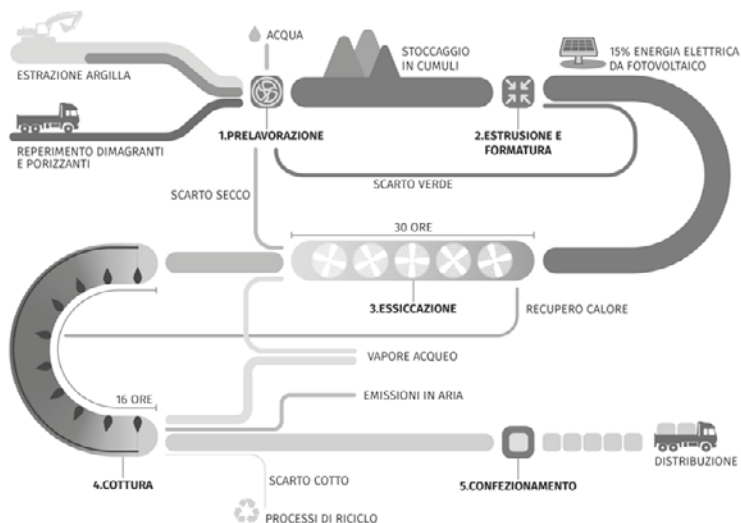 ACQUA
ESTRAZIONE ARGILLA
STOCCAGGIO
IN CUMULI
15% ENERGIA ELETTRICA
DA FOTOVOLTAICO
1.PRELAVORAZIONE
2.ESTRUSIONE E
FORMATURA
REPERIMENTO DIMAGRANTI
E PORIZZANTI
SCARTO VERDE
SCARTO SECCO
30 ORE
3.ESSICCAZIONE
RECUPERO CALORE
VAPORE ACQUEO
16 ORE
EMISSIONI IN ARIA
DISTRIBUZIONE
4.COTTURA
SCARTO COTTO
5.CONFEZIONAMENTO
PROCESSI DI RICICLO